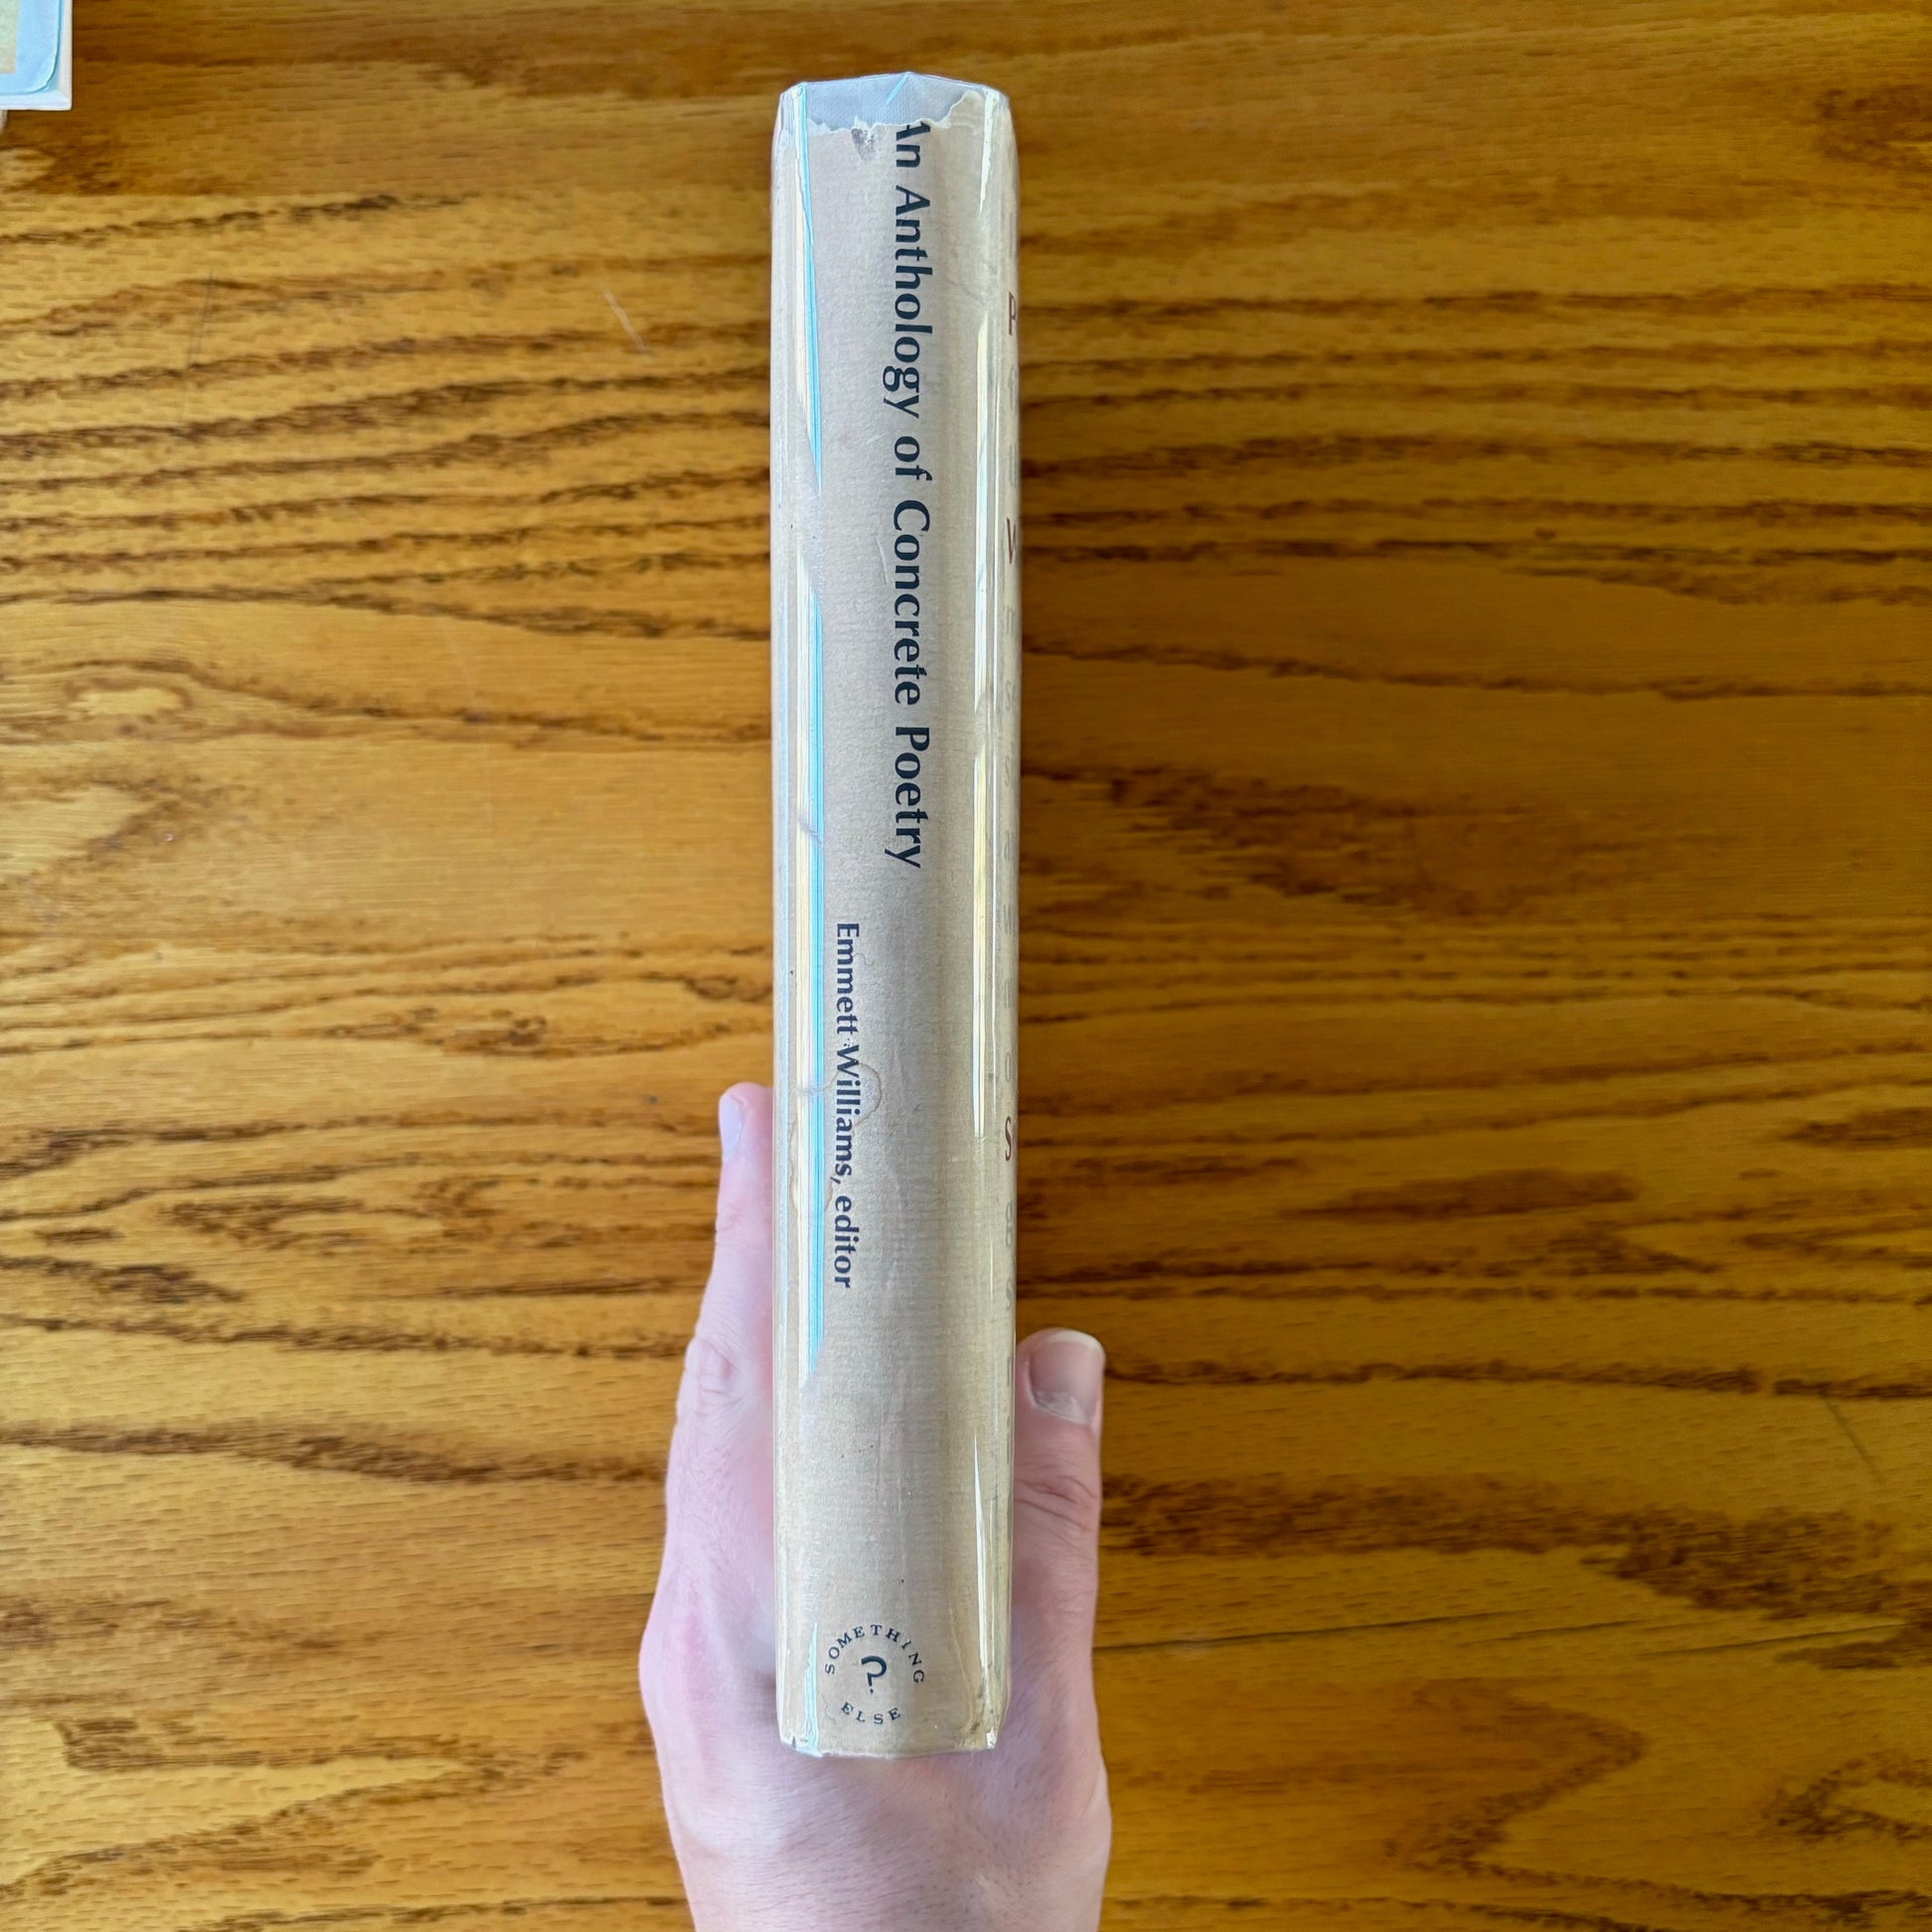 An Anthology of Concrete Poetry
Emmett Williams, editor
SOMETHING
?
ELSE